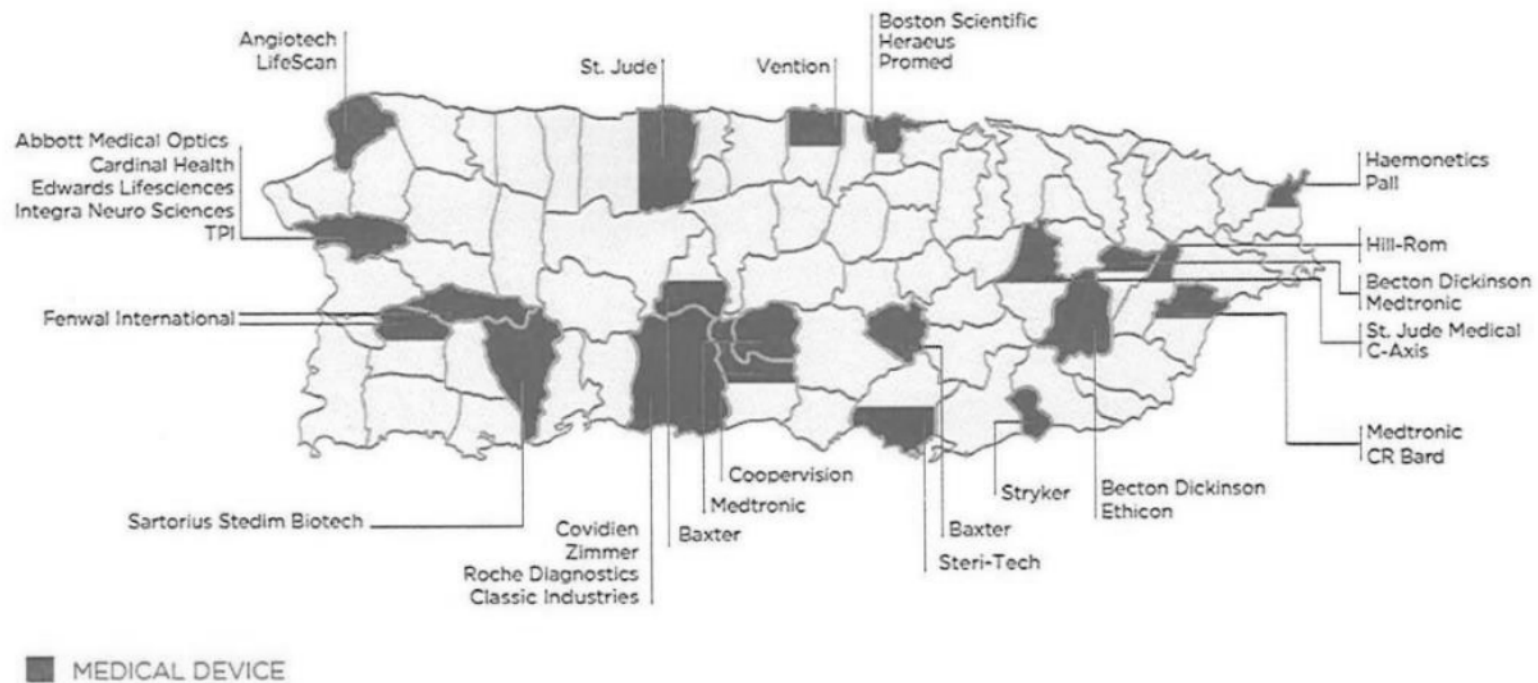 Angiotech
LifeScan
St. Jude
Vention
Boston Scientific
Heraeus
Promed
Abbott Medical Optics
Cardinal Health
Edwards Lifesciences
Integra Neuro Sciences
TPI
Haemonetics
Pall
Hill-Rom
Becton Dickinson
Medtronic
Fenwal International
St. Jude Medical
C-Axis
Medtronic
CR Bard
Coopervision
Medtronic
Baxter
Stryker
Becton Dickinson
Ethicon
Baxter
Steri-Tech
Sartorius Stedim Biotech
Covidien
Zimmer
Roche Diagnostics
Classic Industries
MEDICAL DEVICE